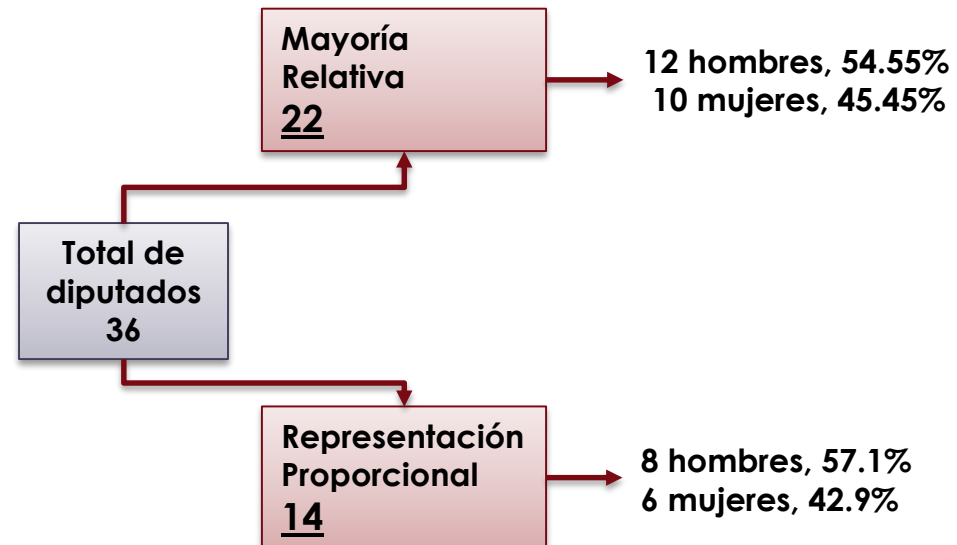 Mayoría
Relativa
22
12 hombres, 54.55%
10 mujeres, 45.45%
Total de
diputados
36
Representación
Proporcional
14
8 hombres, 57.1%
6 mujeres, 42.9%